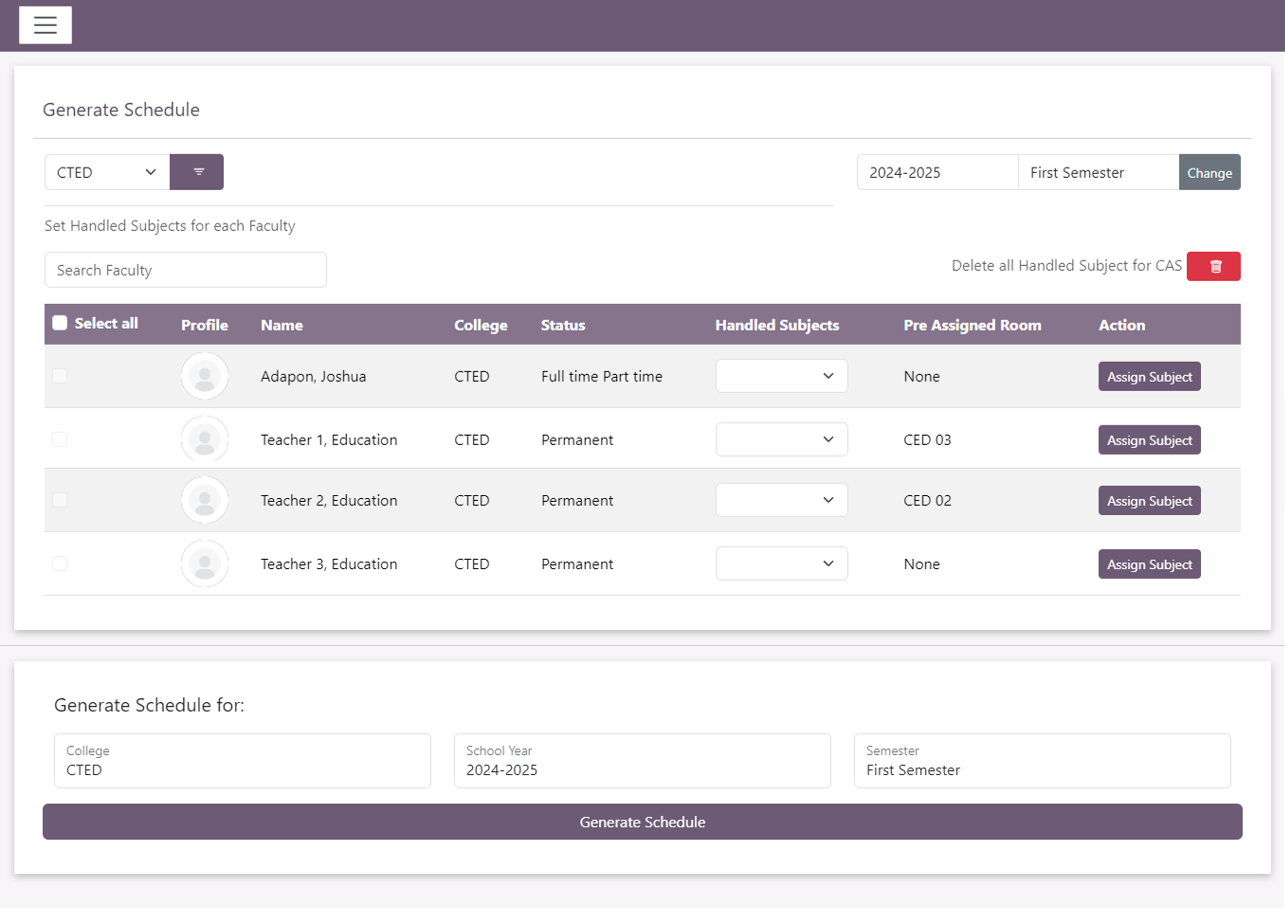 Generate Schedule
CTED
2024-2025 First Semester Change
Set Handled Subjects for each Faculty
Search Faculty
Delete all Handled Subject for CAS
Select all Profile Name College Status Handled Subjects Pre Assigned Room Action
Adapon, Joshua CTED Full time Part time None Assign Subject
Teacher 1, Education CTED Permanent CED 03 Assign Subject
Teacher 2, Education CTED Permanent CED 02 Assign Subject
Teacher 3, Education CTED Permanent None Assign Subject
Generate Schedule for:
College School Year Semester
CTED 2024-2025 First Semester
Generate Schedule